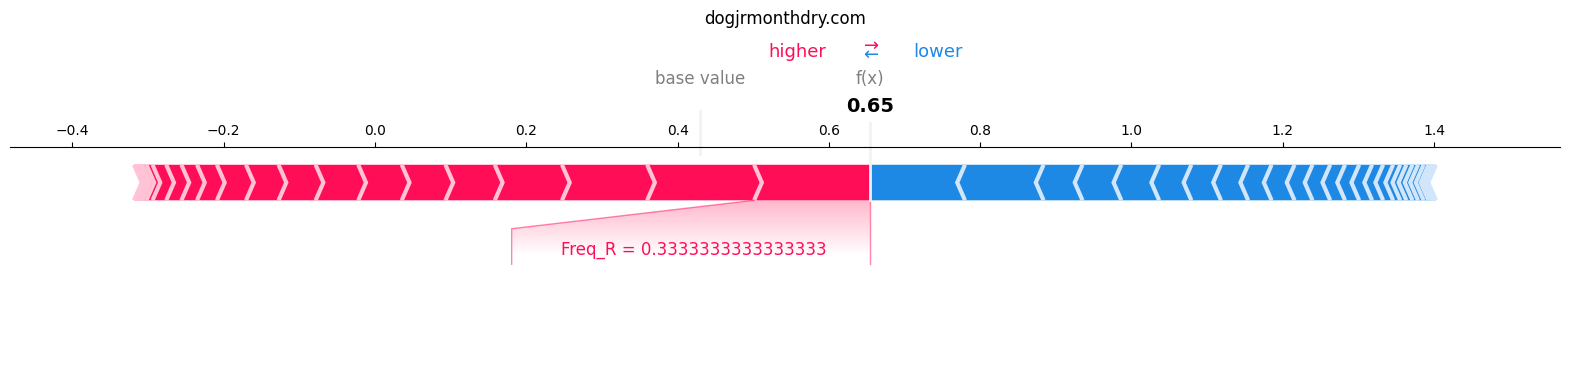 dogjrmonthdry.com
higher → ← lower
base value f(x)
0.65
−0.4 −0.2 0.0 0.2 0.4 0.6 0.8 1.0 1.2 1.4
Freq_R = 0.3333333333333333